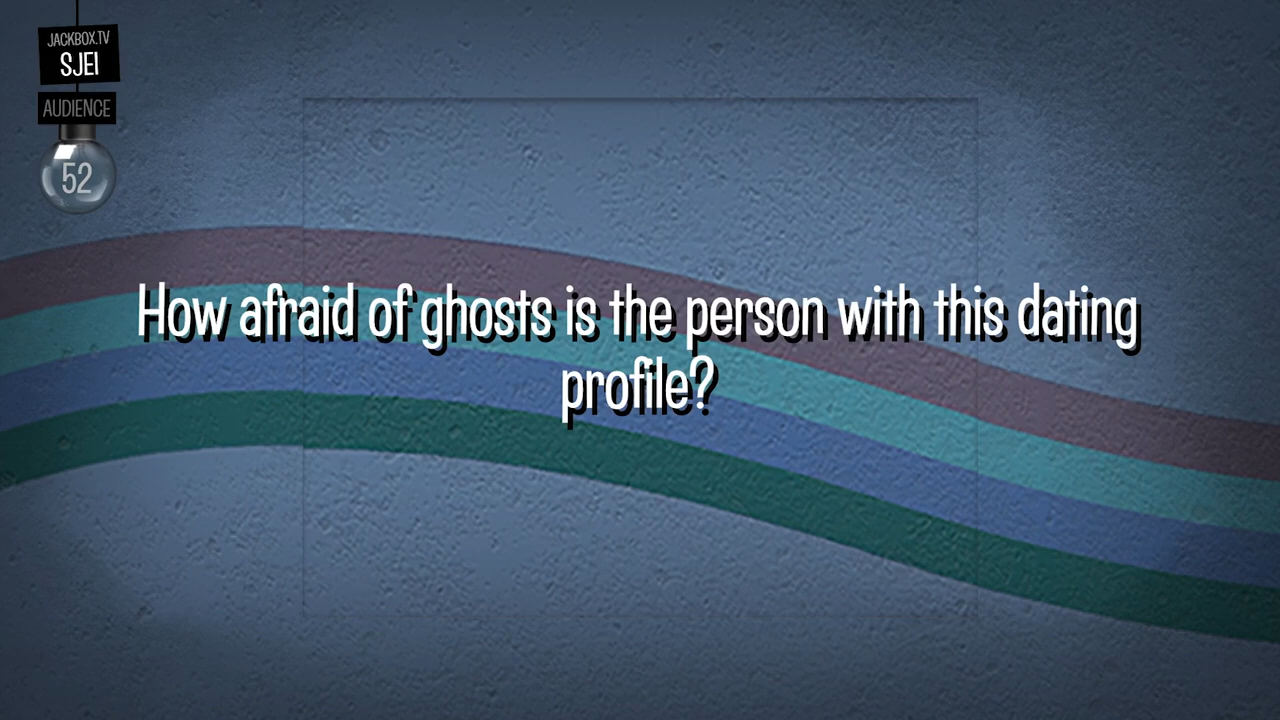 JACKBOX.TV
SJEI
AUDIENCE
52
How afraid of ghosts is the person with this dating
profile?